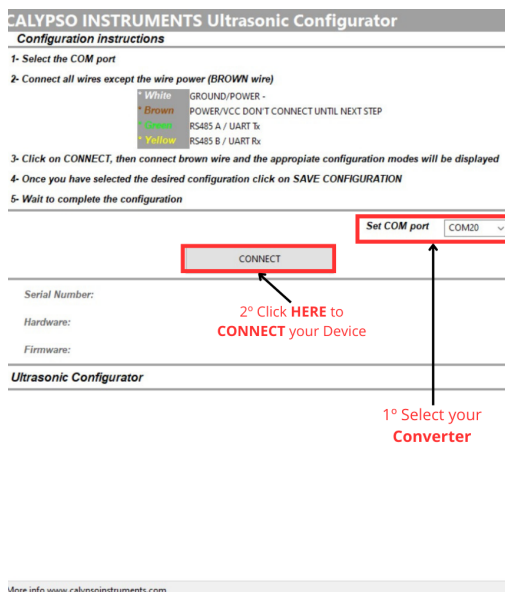 CALYPSO INSTRUMENTS Ultrasonic Configurator
Configuration instructions
1- Select the COM port
2- Connect all wires except the wire power (BROWN wire)
* White GROUND/POWER -
* Brown POWER/VCC DON'T CONNECT UNTIL NEXT STEP
* Green RS485 A / UART Tx
* Yellow RS485 B / UART Rx
3- Click on CONNECT, then connect brown wire and the appropiate configuration modes will be displayed
4- Once you have selected the desired configuration click on SAVE CONFIGURATION
5- Wait to complete the configuration
Set COM port COM20
CONNECT
Serial Number:
2º Click HERE to
CONNECT your Device
Hardware:
Firmware:
Ultrasonic Configurator
1º Select your
Converter
More info www.calypsoinstruments.com